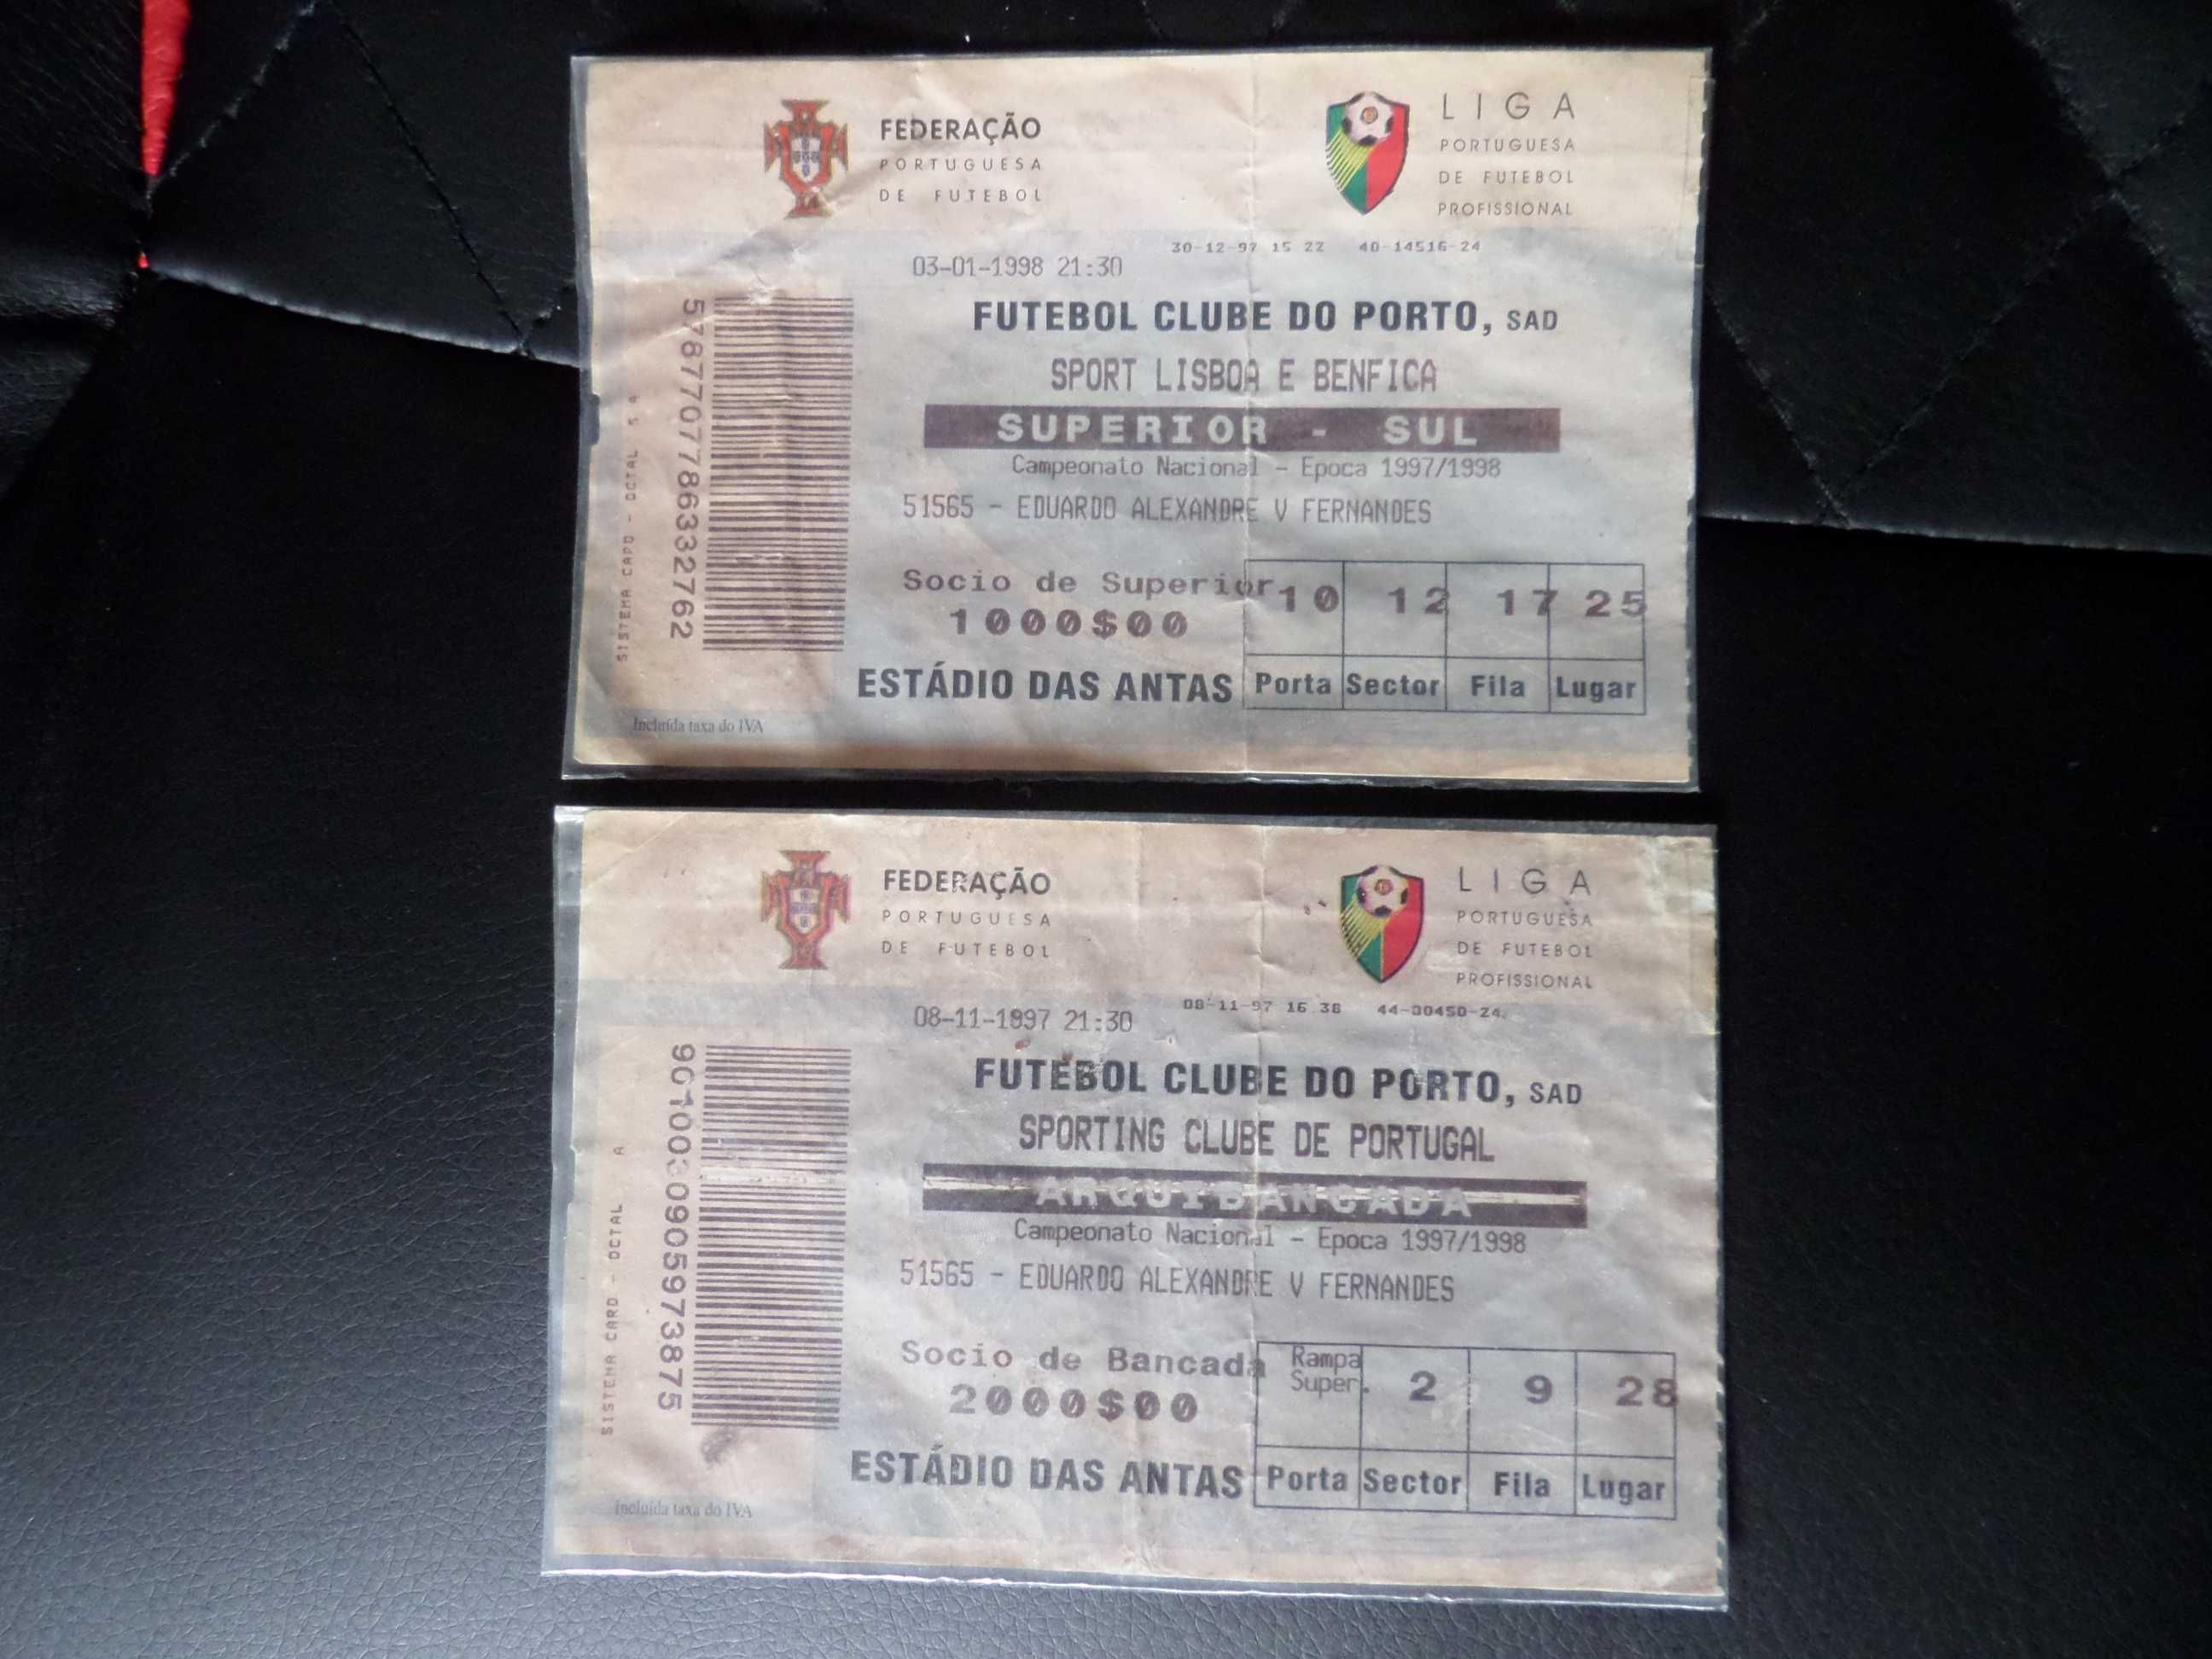 FEDERAÇÃO
PORTUGUESA
DE FUTEBOL
LIGA
PORTUGUESA
DE FUTEBOL
PROFISSIONAL
30-12-97 15 22 40-14516-24
03-01-1998 21:30
FUTEBOL CLUBE DO PORTO, SAD
SPORT LISBOA E BENFICA
SUPERIOR - SUL
Campeonato Nacional - Epoca 1997/1998
51565 - EDUARDO ALEXANDRE V FERNANDES
Socio de Superior
1000$00
10 12 17 25
ESTÁDIO DAS ANTAS
Porta Sector Fila Lugar
Incluída taxa do IVA
5787707786332762
SISTEMA CARD - OCTAL S A
FEDERAÇÃO
PORTUGUESA
DE FUTEBOL
LIGA
PORTUGUESA
DE FUTEBOL
PROFISSIONAL
08-11-97 16 38 44-00450-24
08-11-1997 21:30
FUTEBOL CLUBE DO PORTO, SAD
SPORTING CLUBE DE PORTUGAL
ARQUIBANCADA
Campeonato Nacional - Epoca 1997/1998
51565 - EDUARDO ALEXANDRE V FERNANDES
Socio de Bancada
2000$00
Rampa
Super.
2 9 28
ESTÁDIO DAS ANTAS
Porta Sector Fila Lugar
Incluída taxa do IVA
SISTEMA CARD - OCTAL A